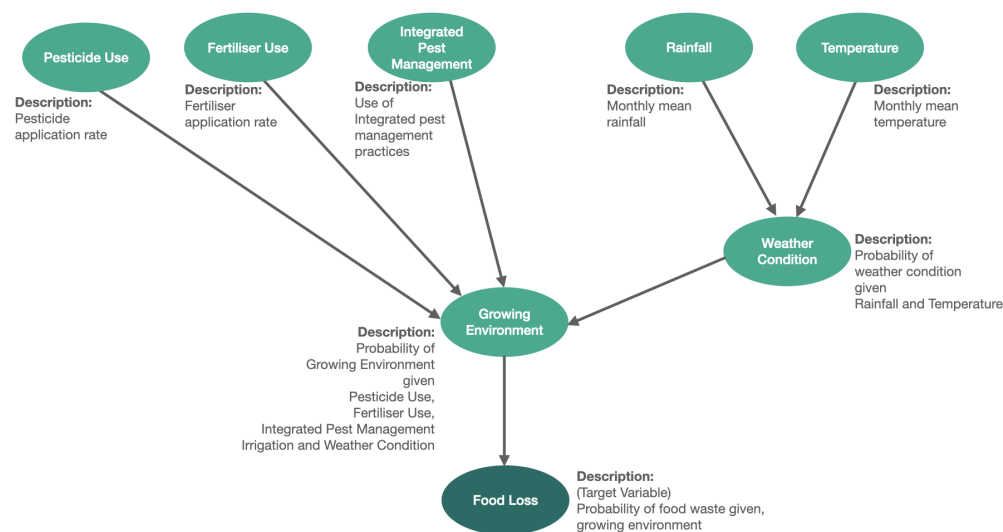 Pesticide Use
Description:
Pesticide
application rate
Fertiliser Use
Description:
Fertiliser
application rate
Integrated
Pest
Management
Description:
Use of
Integrated pest
management
practices
Rainfall
Description:
Monthly mean
rainfall
Temperature
Description:
Monthly mean
temperature
Weather
Condition
Description:
Probability of
weather condition
given
Rainfall and Temperature
Growing
Environment
Description:
Probability of
Growing Environment
given
Pesticide Use,
Fertiliser Use,
Integrated Pest Management
Irrigation and Weather Condition
Food Loss
Description:
(Target Variable)
Probability of food waste given,
growing environment